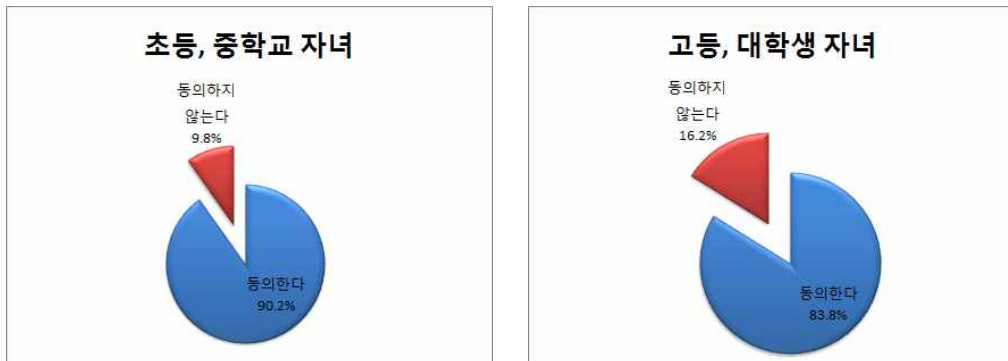 초등, 중학교 자녀
동의하지
않는다
9.8%
동의한다
90.2%
고등, 대학생 자녀
동의하지
않는다
16.2%
동의한다
83.8%